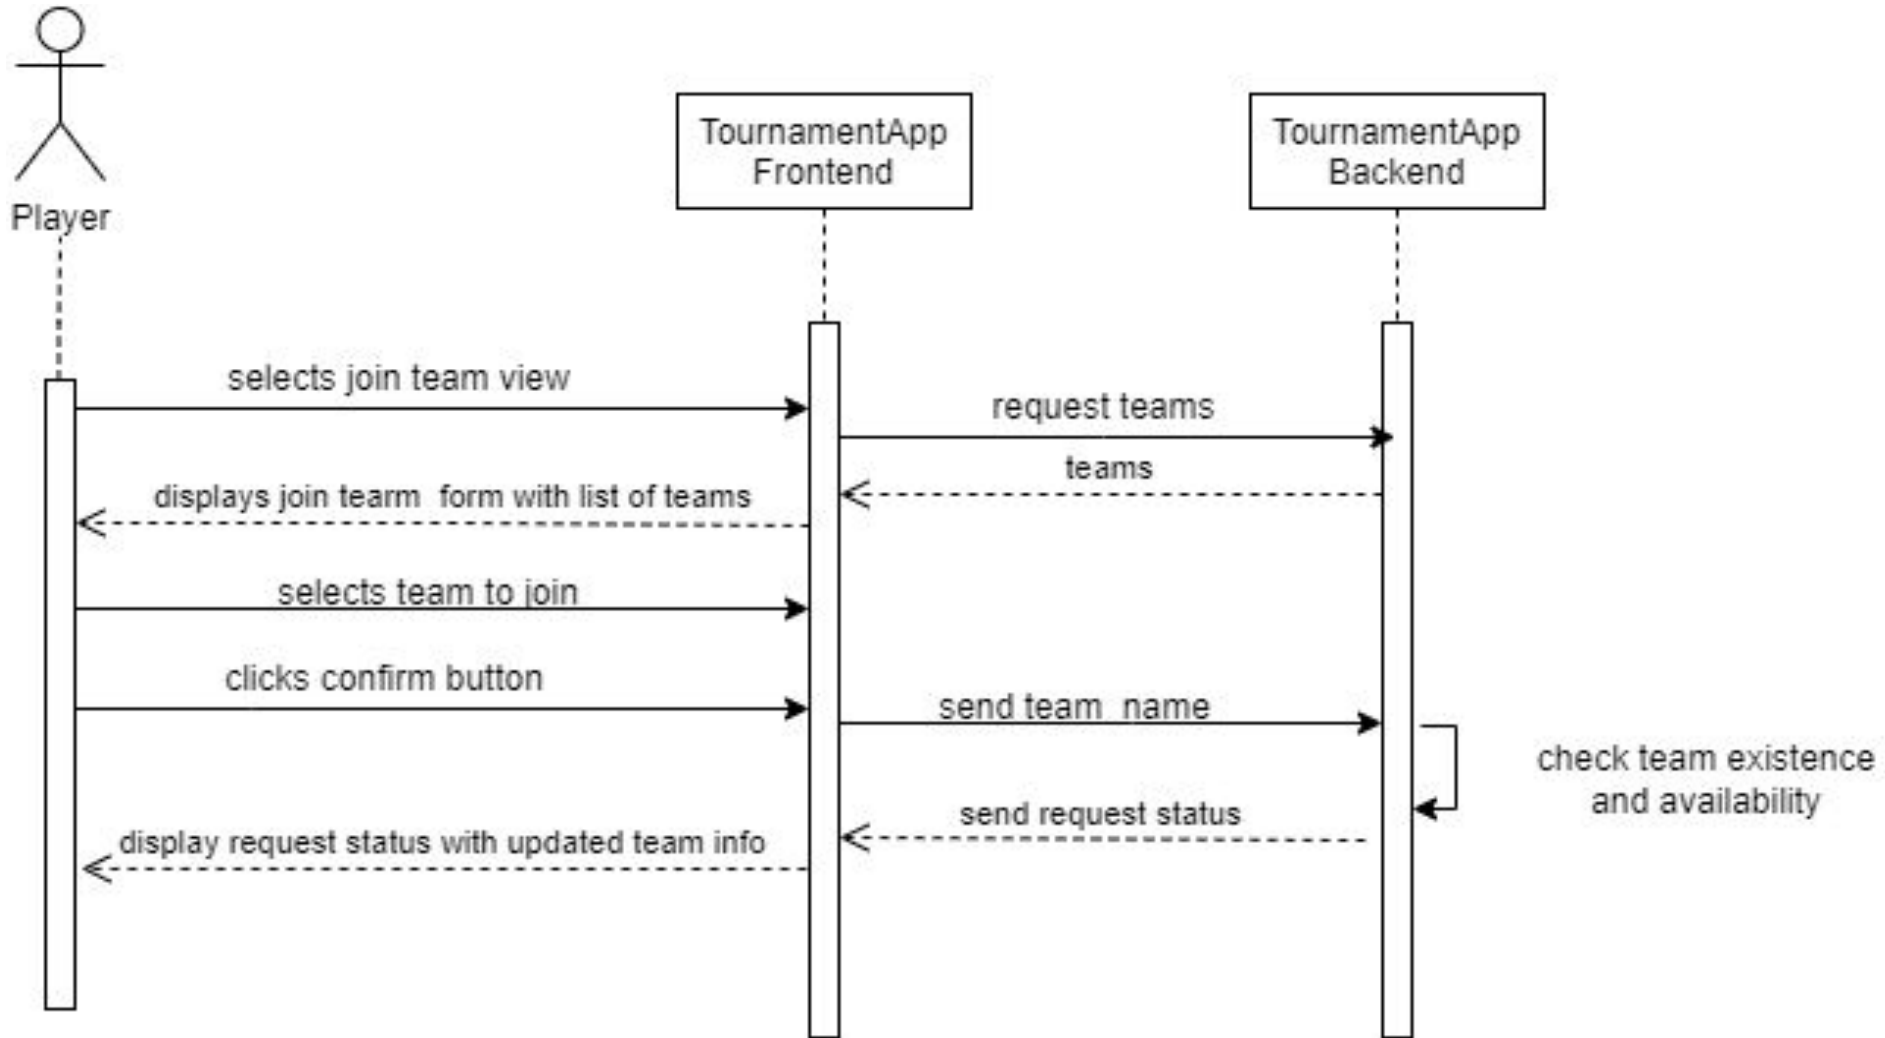 TournamentApp
Frontend
TournamentApp
Backend
Player
selects join team view
request teams
teams
displays join tearm  form with list of teams
selects team to join
clicks confirm button
send team  name
check team existence
and availability
send request status
display request status with updated team info